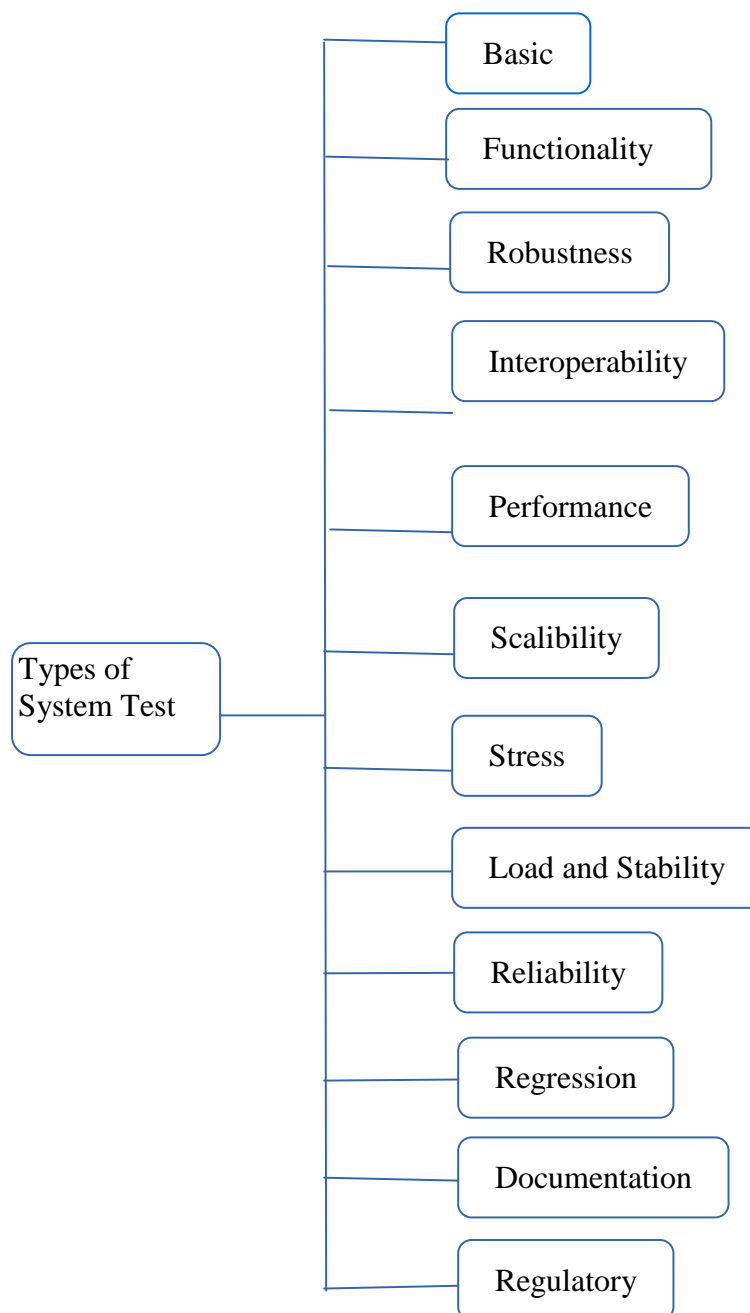 Basic
Functionality
Robustness
Interoperability
Performance
Scalibility
Types of
System Test
Stress
Load and Stability
Reliability
Regression
Documentation
Regulatory